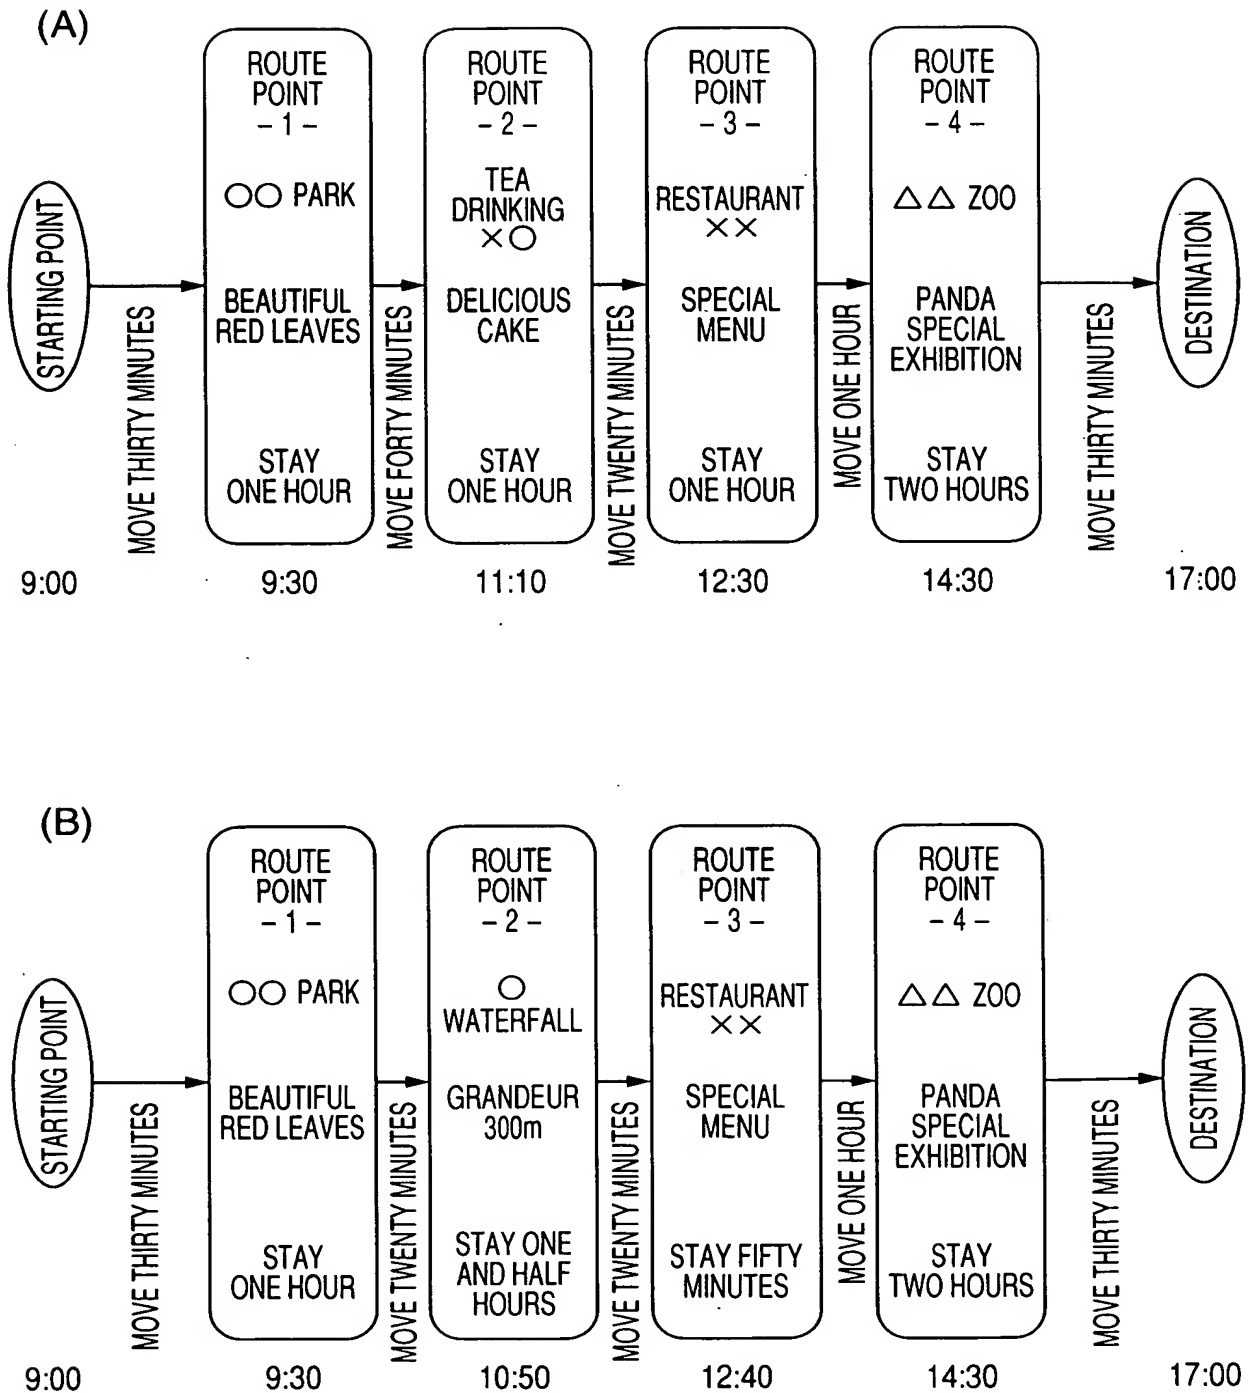 (A)
STARTING POINT
MOVE THIRTY MINUTES
ROUTE
POINT
- 1 -
○○ PARK
BEAUTIFUL
RED LEAVES
STAY
ONE HOUR
MOVE FORTY MINUTES
ROUTE
POINT
- 2 -
TEA
DRINKING
×○
DELICIOUS
CAKE
STAY
ONE HOUR
MOVE TWENTY MINUTES
ROUTE
POINT
- 3 -
RESTAURANT
××
SPECIAL
MENU
STAY
ONE HOUR
MOVE ONE HOUR
ROUTE
POINT
- 4 -
△△ ZOO
PANDA
SPECIAL
EXHIBITION
STAY
TWO HOURS
MOVE THIRTY MINUTES
DESTINATION
9:00 9:30 11:10 12:30 14:30 17:00
(B)
STARTING POINT
MOVE THIRTY MINUTES
ROUTE
POINT
- 1 -
○○ PARK
BEAUTIFUL
RED LEAVES
STAY
ONE HOUR
MOVE TWENTY MINUTES
ROUTE
POINT
- 2 -
○
WATERFALL
GRANDEUR
300m
STAY ONE
AND HALF
HOURS
MOVE TWENTY MINUTES
ROUTE
POINT
- 3 -
RESTAURANT
××
SPECIAL
MENU
STAY FIFTY
MINUTES
MOVE ONE HOUR
ROUTE
POINT
- 4 -
△△ ZOO
PANDA
SPECIAL
EXHIBITION
STAY
TWO HOURS
MOVE THIRTY MINUTES
DESTINATION
9:00 9:30 10:50 12:40 14:30 17:00